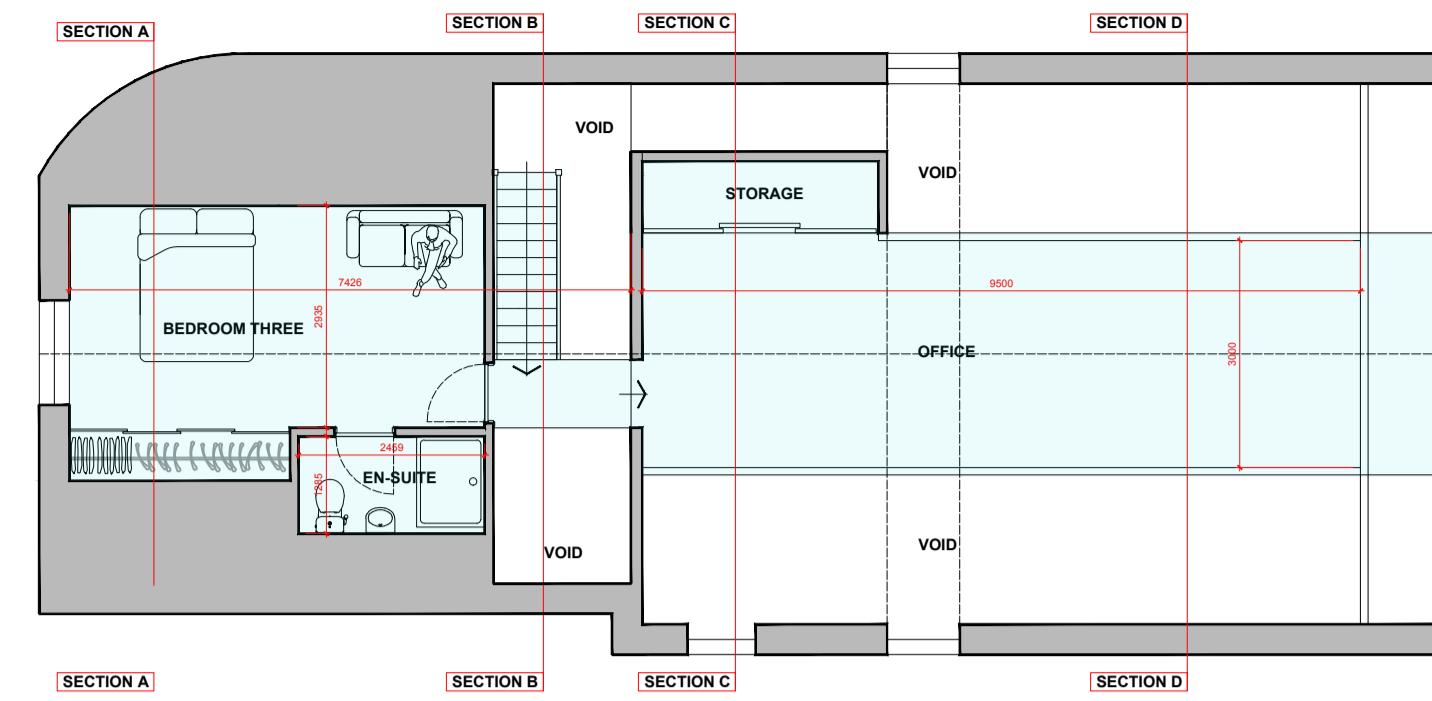 SECTION A
SECTION B
SECTION C
SECTION D
VOID
VOID
STORAGE
7426
9500
2935
BEDROOM THREE
OFFICE
3000
2459
EN-SUITE
1285
VOID
VOID
SECTION A
SECTION B
SECTION C
SECTION D